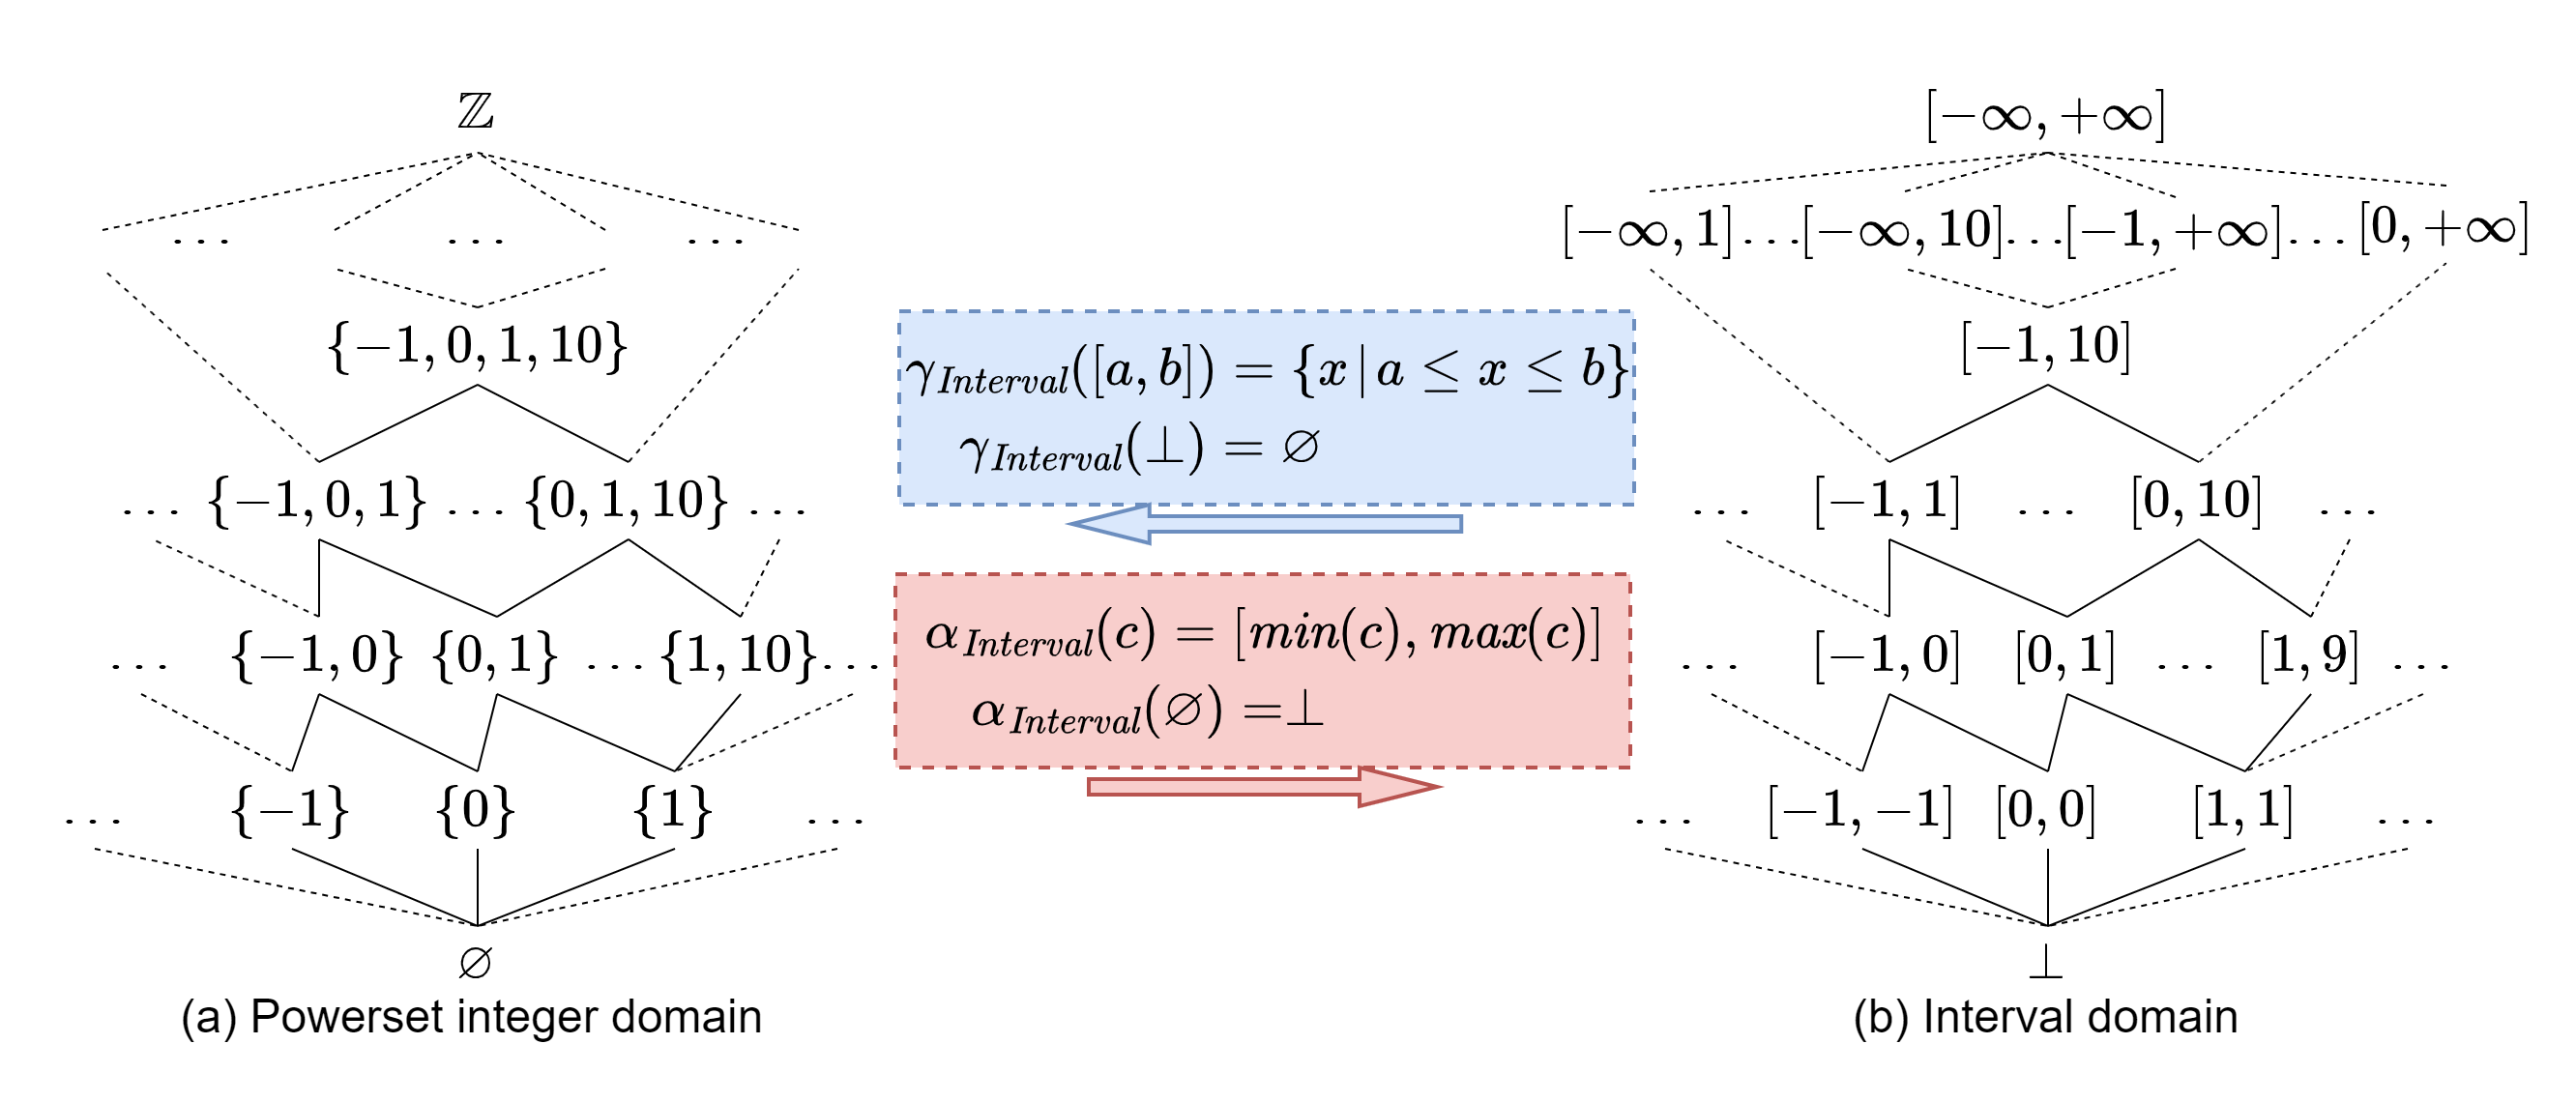 ℤ
... ... ...
{−1, 0, 1, 10}
... {−1, 0, 1} ... {0, 1, 10} ...
... {−1, 0} {0, 1} ... {1, 10} ...
... {−1} {0} {1} ...
∅
(a) Powerset integer domain
γ_Interval([a, b]) = {x | a ≤ x ≤ b}
γ_Interval(⊥) = ∅
α_Interval(c) = [min(c), max(c)]
α_Interval(∅) =⊥
[−∞, +∞]
[−∞, 1] ... [−∞, 10] ... [−1, +∞] ... [0, +∞]
[−1, 10]
... [−1, 1] ... [0, 10] ...
... [−1, 0] [0, 1] ... [1, 9] ...
... [−1, −1] [0, 0] [1, 1] ...
⊥
(b) Interval domain